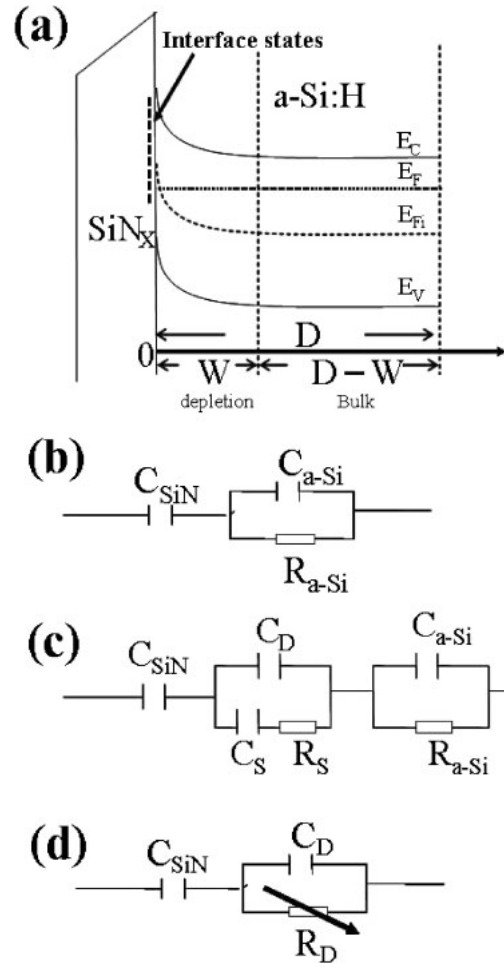 (a)
Interface states
a-Si:H
E_C
E_F
E_Fi
SiN_X
E_V
D
0
W
D – W
depletion
Bulk
(b)
C_SiN
C_a-Si
R_a-Si
(c)
C_SiN
C_D
C_a-Si
C_S
R_S
R_a-Si
(d)
C_SiN
C_D
R_D